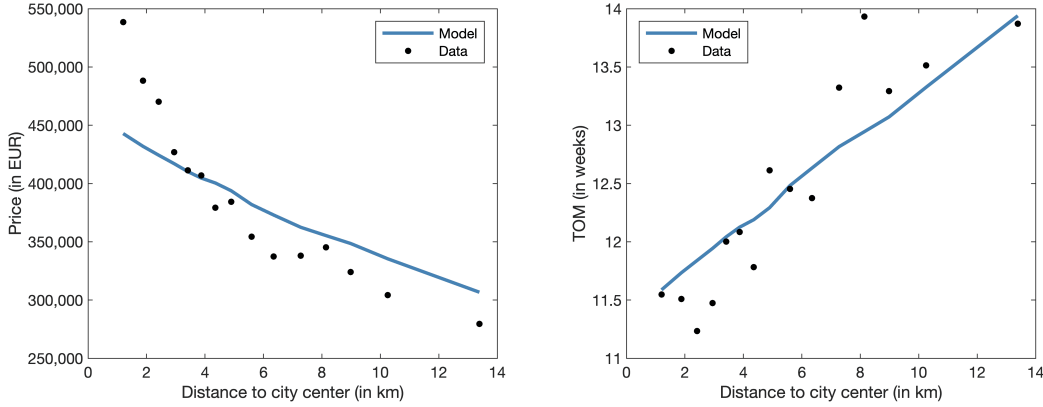 550,000
500,000
450,000
400,000
350,000
300,000
250,000
Price (in EUR)
Model
Data
0 2 4 6 8 10 12 14
Distance to city center (in km)
14
13.5
13
12.5
12
11.5
11
TOM (in weeks)
Model
Data
0 2 4 6 8 10 12 14
Distance to city center (in km)